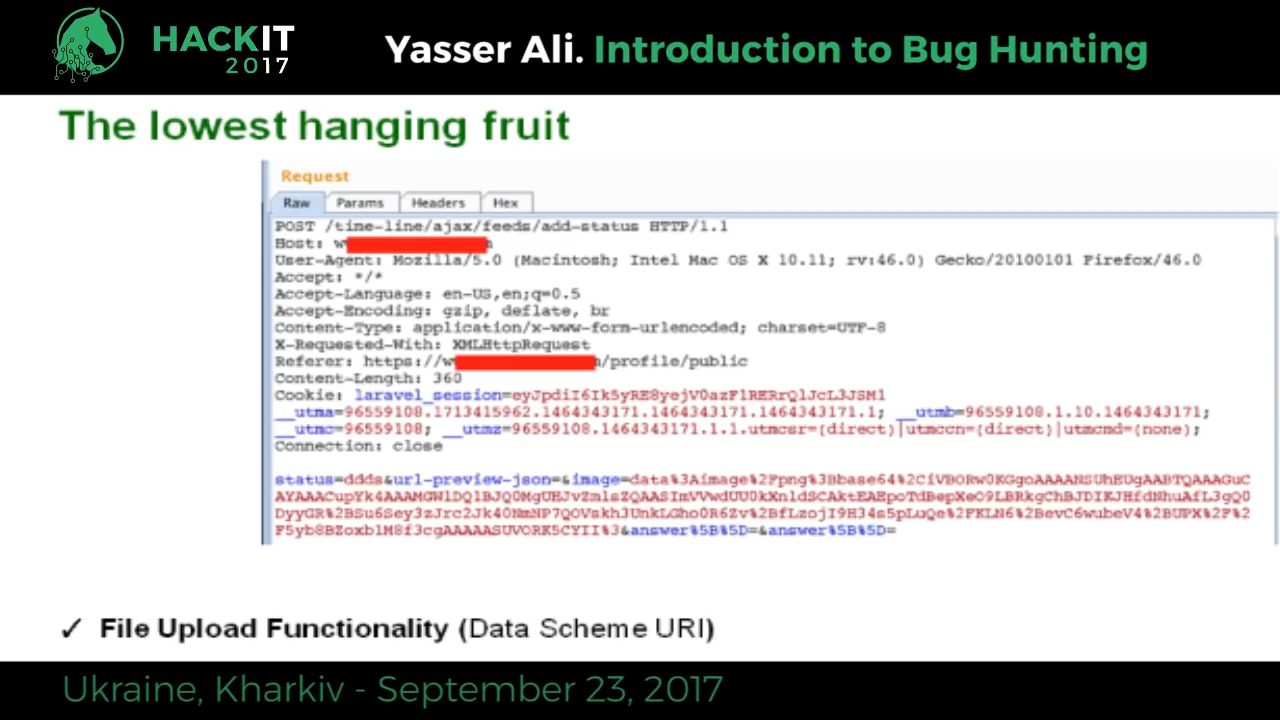 HACKIT
2017
Yasser Ali. Introduction to Bug Hunting
The lowest hanging fruit
Request
Raw Params Headers Hex
POST /time-line/ajax/feeds/add-status HTTP/1.1
Host: w n
User-Agent: Mozilla/5.0 (Macintosh; Intel Mac OS X 10.11; rv:46.0) Gecko/20100101 Firefox/46.0
Accept: */*
Accept-Language: en-US,en;q=0.5
Accept-Encoding: gzip, deflate, br
Content-Type: application/x-www-form-urlencoded; charset=UTF-8
X-Requested-With: XMLHttpRequest
Referer: https://w /profile/public
Content-Length: 360
Cookie: laravel_session=
__utma=96559108.1713415962.1464343171.1464343171.1464343171.1; __utmb=96559108.1.10.1464343171;
__utmc=96559108; __utmz=96559108.1464343171.1.1.utmcsr=(direct)|utmccn=(direct)|utmcmd=(none);
Connection: close
status=ddds&url-preview-json=&image=data%3Aimage%2Fpng%3Bbase64%2C
&answer%5B%5D=&answer%5B%5D=
✓ File Upload Functionality (Data Scheme URI)
Ukraine, Kharkiv - September 23, 2017